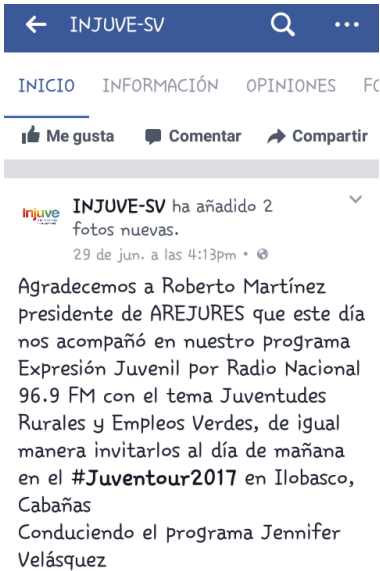 INJUVE-SV
INICIO INFORMACIÓN OPINIONES FO
Me gusta Comentar Compartir
Injuve
INJUVE-SV ha añadido 2
fotos nuevas.
29 de jun. a las 4:13pm •
Agradecemos a Roberto Martínez
presidente de AREJURES que este día
nos acompañó en nuestro programa
Expresión Juvenil por Radio Nacional
96.9 FM con el tema Juventudes
Rurales y Empleos Verdes, de igual
manera invitarlos al día de mañana
en el #Juventour2017 en Ilobasco,
Cabañas
Conduciendo el programa Jennifer
Velásquez